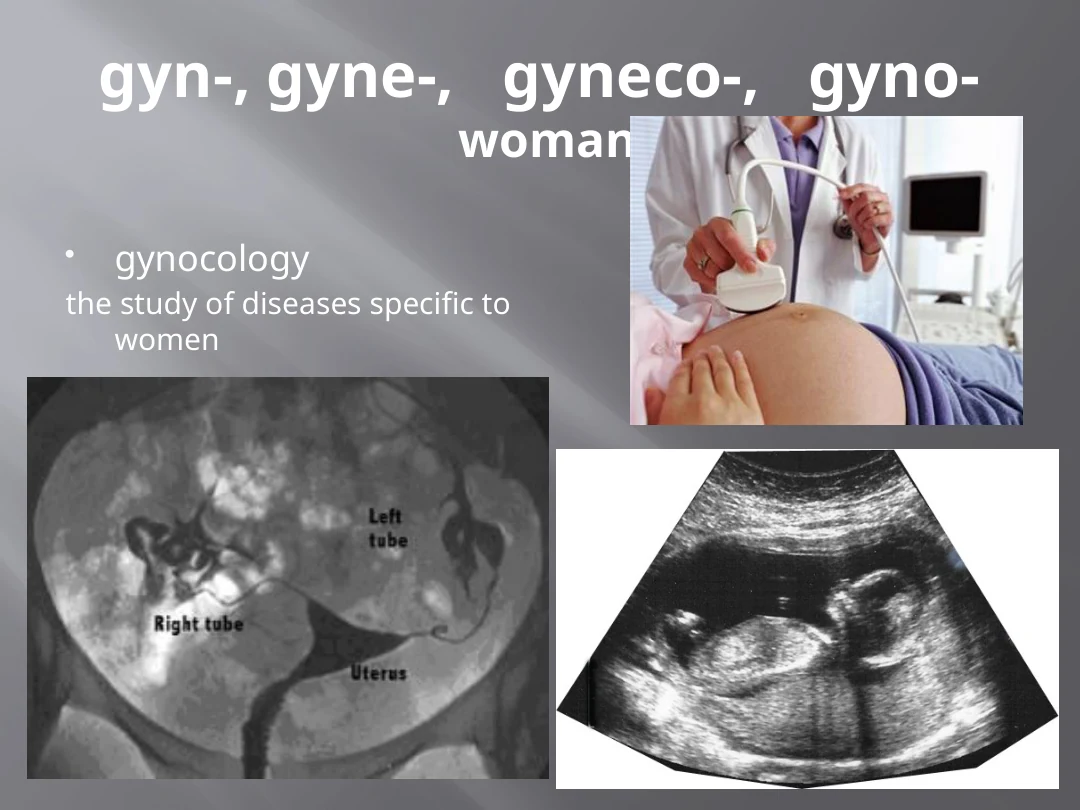 gyn-, gyne-, gyneco-, gyno-
woman
• gynocology
the study of diseases specific to
women
Left
tube
Right tube
Uterus